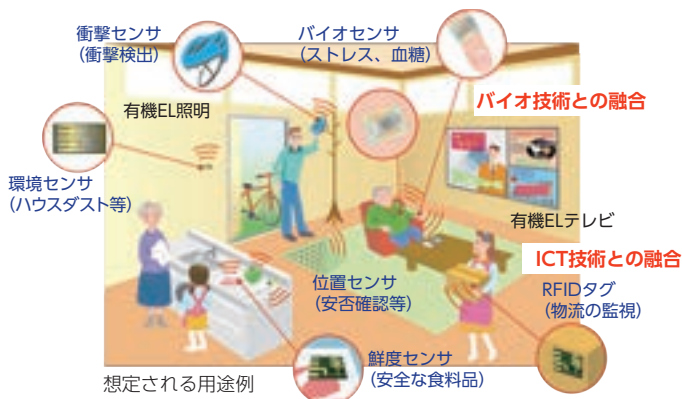 衝撃センサ
（衝撃検出）
バイオセンサ
（ストレス、血糖）
有機EL照明
バイオ技術との融合
環境センサ
（ハウスダスト等）
有機ELテレビ
ICT技術との融合
位置センサ
（安否確認等）
RFIDタグ
（物流の監視）
鮮度センサ
（安全な食料品）
想定される用途例